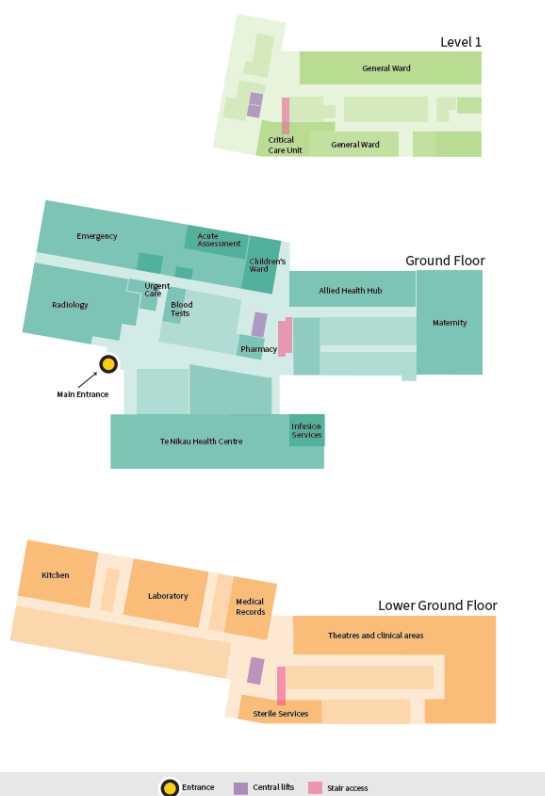 Level 1
General Ward
Critical
Care Unit
General Ward
Ground Floor
Emergency
Acute
Assessment
Children's
Ward
Urgent
Care
Radiology
Blood
Tests
Allied Health Hub
Maternity
Pharmacy
Main Entrance
Te Nikau Health Centre
Infusion
Services
Lower Ground Floor
Kitchen
Laboratory
Medical
Records
Theatres and clinical areas
Sterile Services
Entrance
Central lifts
Stair access